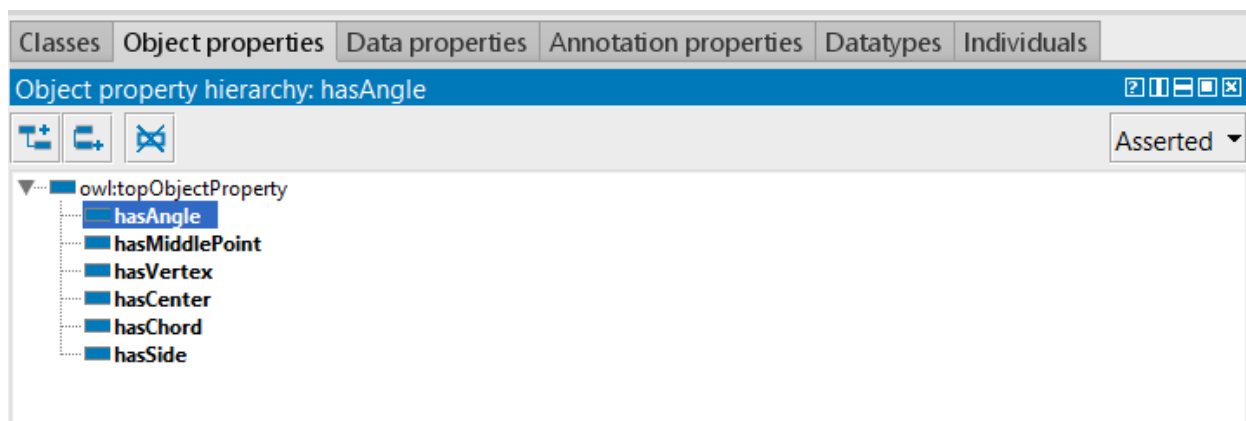 Classes Object properties Data properties Annotation properties Datatypes Individuals
Object property hierarchy: hasAngle
Asserted
owl:topObjectProperty
hasAngle
hasMiddlePoint
hasVertex
hasCenter
hasChord
hasSide